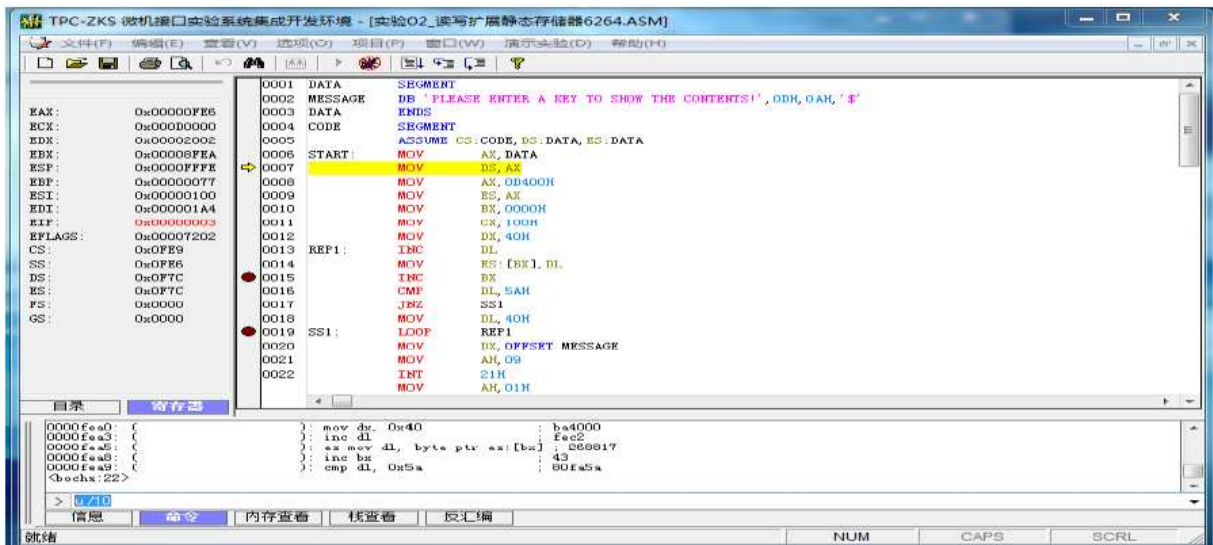 TPC-ZKS 微机接口实验系统集成开发环境 - [实验02_读写扩展静态存储器6264.ASM]
文件(F) 编辑(E) 查看(V) 选项(O) 项目(P) 窗口(W) 演示实验(D) 帮助(H)
EAX: 0x00000FE6
ECX: 0x000D0000
EDX: 0x00002002
EBX: 0x00008FEA
ESP: 0x0000FFFE
EBP: 0x00000077
ESI: 0x00000100
EDI: 0x000001A4
EIP: 0x00000003
EFLAGS: 0x00007202
CS: 0x0FE9
SS: 0x0FE6
DS: 0x0F7C
ES: 0x0F7C
FS: 0x0000
GS: 0x0000
目录 寄存器
0001 DATA SEGMENT
0002 MESSAGE DB 'PLEASE ENTER A KEY TO SHOW THE CONTENTS!',0DH,0AH,'$'
0003 DATA ENDS
0004 CODE SEGMENT
0005 ASSUME CS:CODE,DS:DATA,ES:DATA
0006 START: MOV AX,DATA
0007 MOV DS,AX
0008 MOV AX,0D400H
0009 MOV ES,AX
0010 MOV BX,0000H
0011 MOV CX,100H
0012 MOV DX,40H
0013 REP1: INC DL
0014 MOV ES:[BX],DL
0015 INC BX
0016 CMP DL,5AH
0017 JNZ SS1
0018 MOV DL,40H
0019 SS1: LOOP REP1
0020 MOV DX,OFFSET MESSAGE
0021 MOV AH,09
0022 INT 21H
MOV AH,01H
0000fea0: ( ): mov dx, 0x40 ; ba4000
0000fea3: ( ): inc dl ; fec2
0000fea5: ( ): es mov dl, byte ptr es:[bx] ; 268817
0000fea8: ( ): inc bx ; 43
0000fea9: ( ): cmp dl, 0x5a ; 80fa5a
<bochs:22>
> u /10
信息 命令 内存查看 栈查看 反汇编
就绪 NUM CAPS SCRL